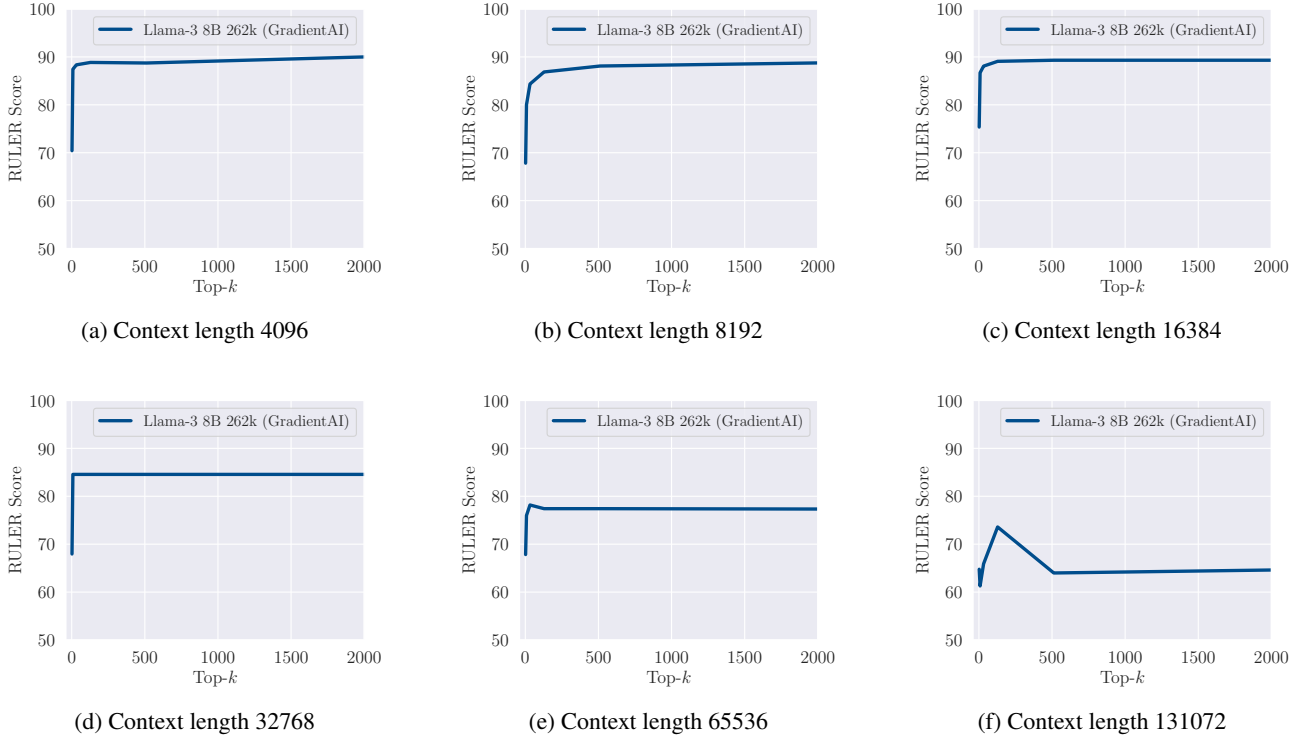 100
90
80
70
60
50
RULER Score
Llama-3 8B 262k (GradientAI)
0 500 1000 1500 2000
Top-k
(a) Context length 4096
100
90
80
70
60
50
RULER Score
Llama-3 8B 262k (GradientAI)
0 500 1000 1500 2000
Top-k
(b) Context length 8192
100
90
80
70
60
50
RULER Score
Llama-3 8B 262k (GradientAI)
0 500 1000 1500 2000
Top-k
(c) Context length 16384
100
90
80
70
60
50
RULER Score
Llama-3 8B 262k (GradientAI)
0 500 1000 1500 2000
Top-k
(d) Context length 32768
100
90
80
70
60
50
RULER Score
Llama-3 8B 262k (GradientAI)
0 500 1000 1500 2000
Top-k
(e) Context length 65536
100
90
80
70
60
50
RULER Score
Llama-3 8B 262k (GradientAI)
0 500 1000 1500 2000
Top-k
(f) Context length 131072